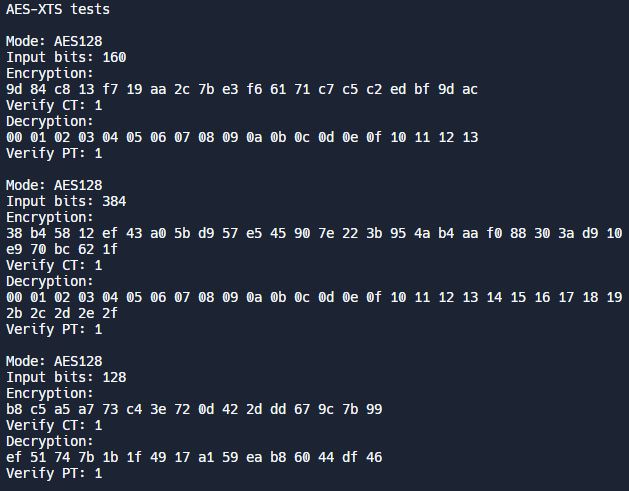 AES-XTS tests
Mode: AES128
Input bits: 160
Encryption:
9d 84 c8 13 f7 19 aa 2c 7b e3 f6 61 71 c7 c5 c2 ed bf 9d ac
Verify CT: 1
Decryption:
00 01 02 03 04 05 06 07 08 09 0a 0b 0c 0d 0e 0f 10 11 12 13
Verify PT: 1
Mode: AES128
Input bits: 384
Encryption:
38 b4 58 12 ef 43 a0 5b d9 57 e5 45 90 7e 22 3b 95 4a b4 aa f0 88 30 3a d9 10
e9 70 bc 62 1f
Verify CT: 1
Decryption:
00 01 02 03 04 05 06 07 08 09 0a 0b 0c 0d 0e 0f 10 11 12 13 14 15 16 17 18 19
2b 2c 2d 2e 2f
Verify PT: 1
Mode: AES128
Input bits: 128
Encryption:
b8 c5 a5 a7 73 c4 3e 72 0d 42 2d dd 67 9c 7b 99
Verify CT: 1
Decryption:
ef 51 74 7b 1b 1f 49 17 a1 59 ea b8 60 44 df 46
Verify PT: 1